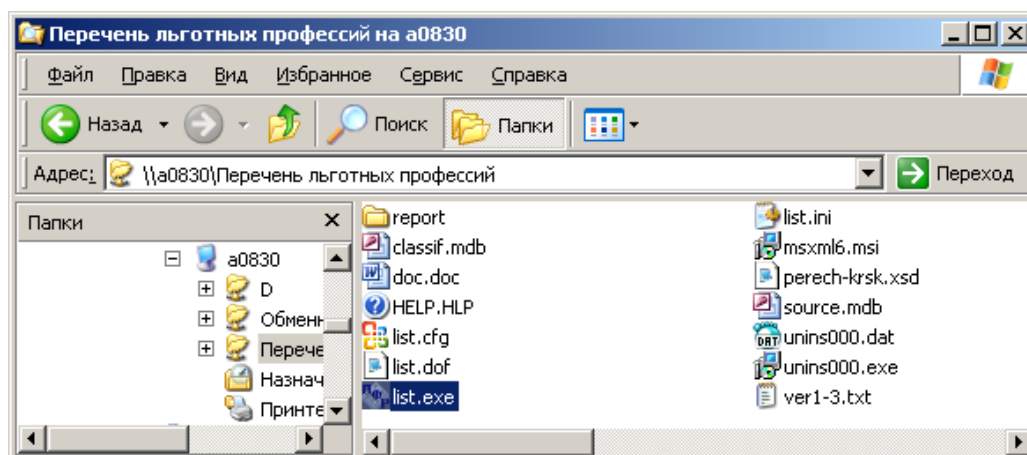 Перечень льготных профессий на a0830
Файл Правка Вид Избранное Сервис Справка
Назад Поиск Папки
Адрес: \\a0830\Перечень льготных профессий Переход
Папки
a0830
D
Обменн
Перече
Назнач
Принте
report
classif.mdb
doc.doc
HELP.HLP
list.cfg
list.dof
list.exe
list.ini
msxml6.msi
perech-krsk.xsd
source.mdb
unins000.dat
unins000.exe
ver1-3.txt